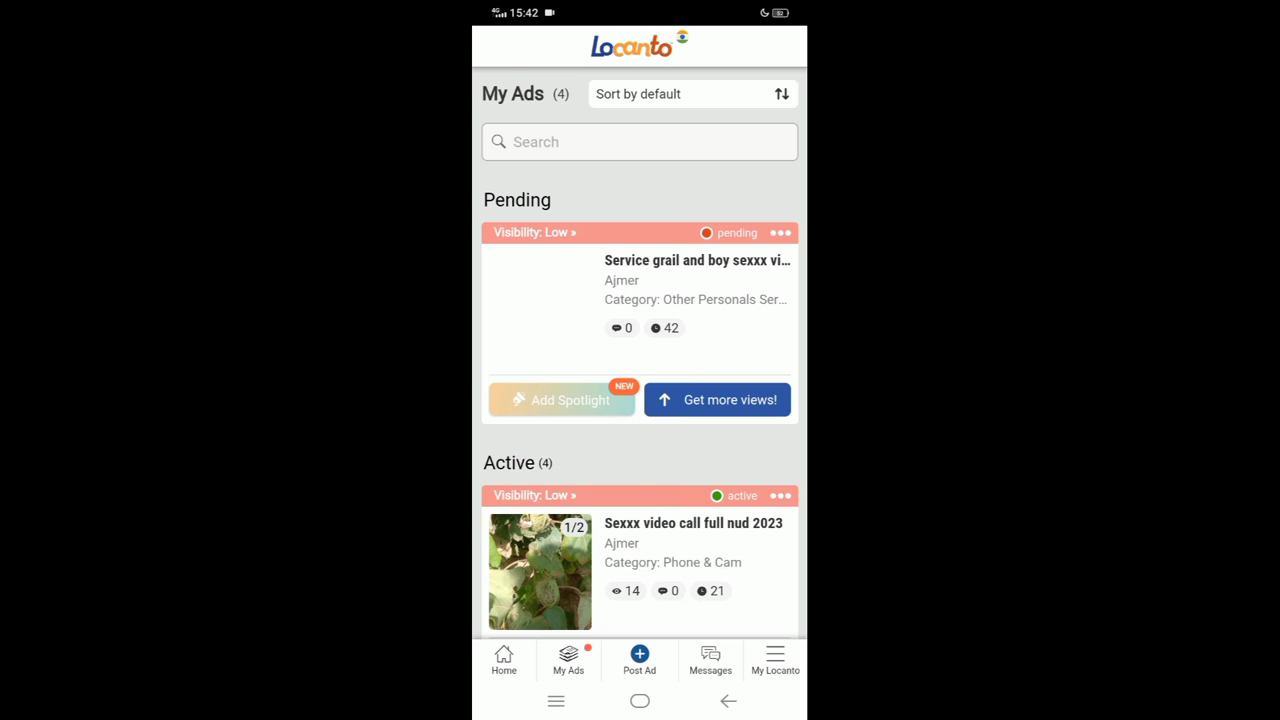 4G 15:42
Locanto
My Ads (4) Sort by default
Search
Pending
Visibility: Low » pending
Service grail and boy sexxx vi...
Ajmer
Category: Other Personals Ser...
0 42
NEW
Add Spotlight Get more views!
Active (4)
Visibility: Low » active
1/2
Sexxx video call full nud 2023
Ajmer
Category: Phone & Cam
14 0 21
Home My Ads Post Ad Messages My Locanto